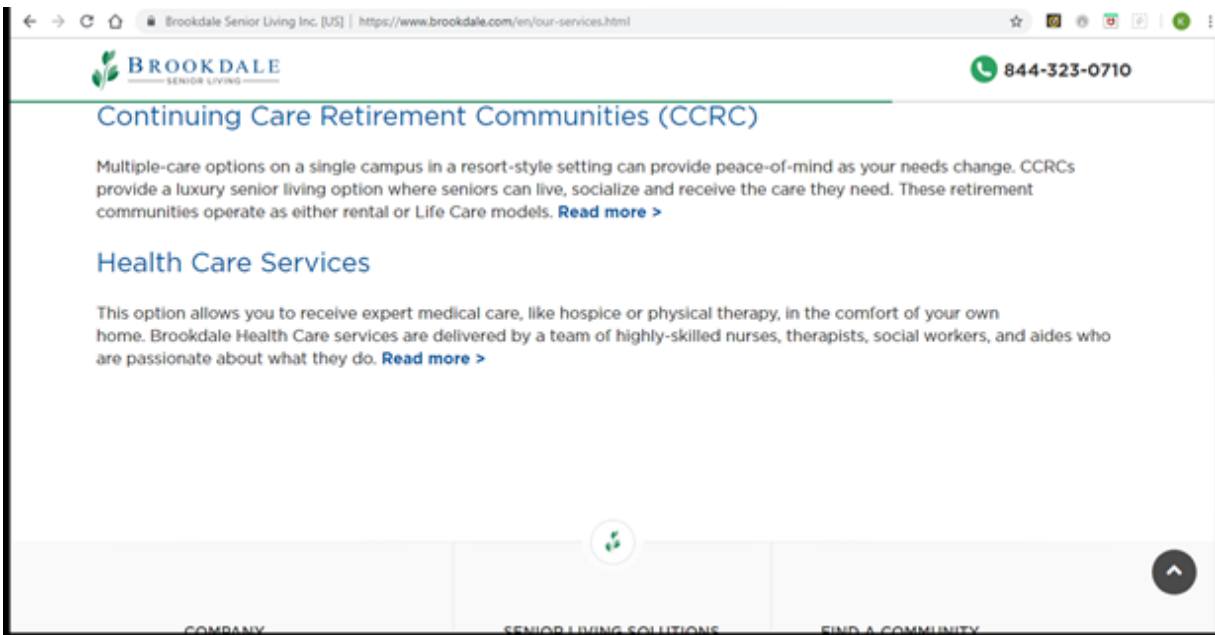 Brookdale Senior Living Inc. [US] | https://www.brookdale.com/en/our-services.html
BROOKDALE
SENIOR LIVING
844-323-0710
Continuing Care Retirement Communities (CCRC)
Multiple-care options on a single campus in a resort-style setting can provide peace-of-mind as your needs change. CCRCs
provide a luxury senior living option where seniors can live, socialize and receive the care they need. These retirement
communities operate as either rental or Life Care models. Read more >
Health Care Services
This option allows you to receive expert medical care, like hospice or physical therapy, in the comfort of your own
home. Brookdale Health Care services are delivered by a team of highly-skilled nurses, therapists, social workers, and aides who
are passionate about what they do. Read more >
COMPANY
SENIOR LIVING SOLUTIONS
FIND A COMMUNITY